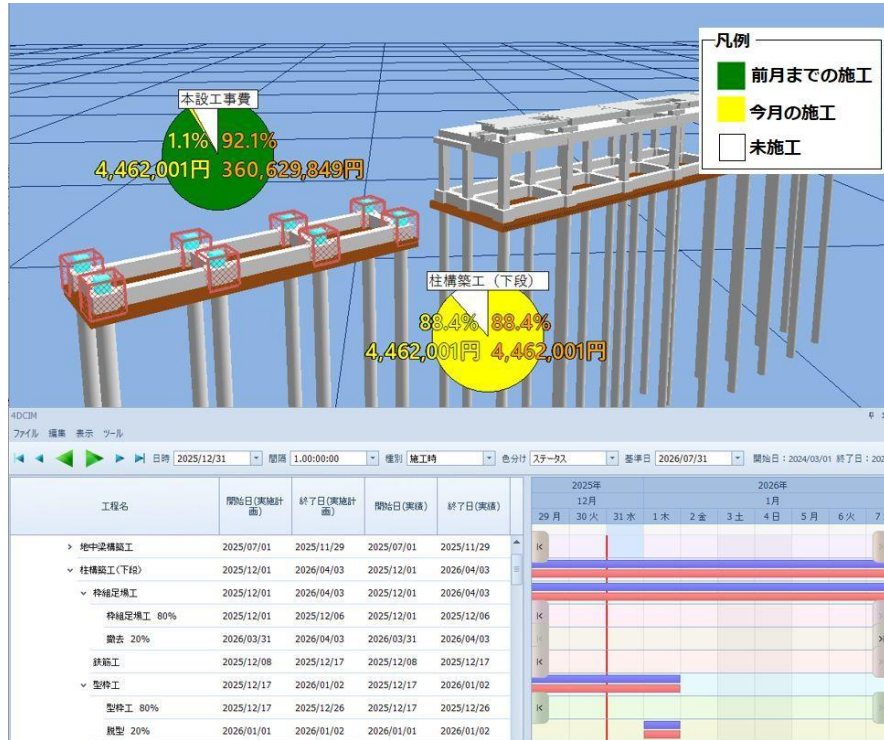 凡例
前月までの施工
今月の施工
未施工
本設工事費
1.1% 92.1%
4,462,001円 360,629,849円
柱構築工（下段）
88.4% 88.4%
4,462,001円 4,462,001円
4DCIM
ファイル 編集 表示 ツール
日時 2025/12/31 間隔 1.00:00:00 種別 施工時 色分け ステータス 基準日 2026/07/31 開始日：2024/03/01 終了日：202
工程名 開始日(実施計画) 終了日(実施計画) 開始日(実績) 終了日(実績)
2025年 2026年
12月 1月
29月 30火 31水 1木 2金 3土 4日 5月 6火 7
地中梁構築工 2025/07/01 2025/11/29 2025/07/01 2025/11/29
柱構築工(下段) 2025/12/01 2026/04/03 2025/12/01 2026/04/03
枠組足場工 2025/12/01 2026/04/03 2025/12/01 2026/04/03
枠組足場工 80% 2025/12/01 2025/12/06 2025/12/01 2025/12/06
撤去 20% 2026/03/31 2026/04/03 2026/03/31 2026/04/03
鉄筋工 2025/12/08 2025/12/17 2025/12/08 2025/12/17
型枠工 2025/12/17 2026/01/02 2025/12/17 2026/01/02
型枠工 80% 2025/12/17 2025/12/26 2025/12/17 2025/12/26
脱型 20% 2026/01/01 2026/01/02 2026/01/01 2026/01/02